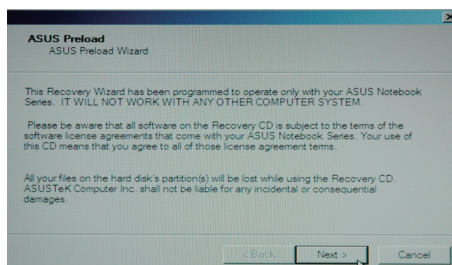 ASUS Preload
ASUS Preload Wizard
This Recovery Wizard has been programmed to operate only with your ASUS Notebook
Series. IT WILL NOT WORK WITH ANY OTHER COMPUTER SYSTEM.
Please be aware that all software on the Recovery CD is subject to the terms of the
software license agreements that come with your ASUS Notebook Series. Your use of
this CD means that you agree to all of those license agreement terms.
All your files on the hard disk's partition(s) will be lost while using the Recovery CD.
ASUSTeK Computer Inc. shall not be liable for any incidental or consequential
damages.
< Back Next > Cancel